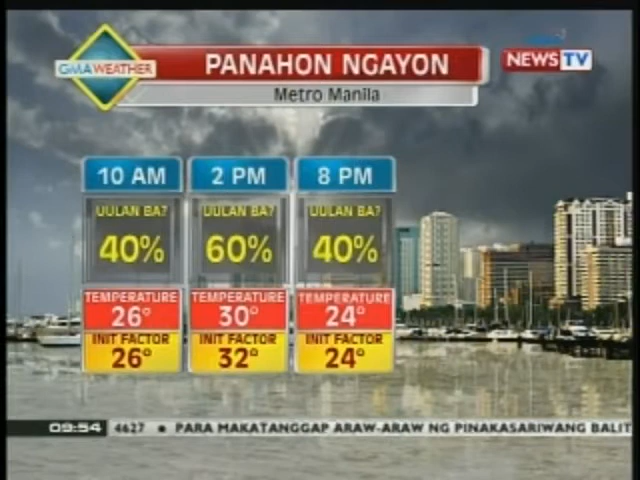 GMA WEATHER
PANAHON NGAYON
Metro Manila
NEWS TV
10 AM
UULAN BA?
40%
TEMPERATURE
26°
INIT FACTOR
26°
2 PM
UULAN BA?
60%
TEMPERATURE
30°
INIT FACTOR
32°
8 PM
UULAN BA?
40%
TEMPERATURE
24°
INIT FACTOR
24°
09:54 4627 • PARA MAKATANGGAP ARAW-ARAW NG PINAKASARIWANG BALIT